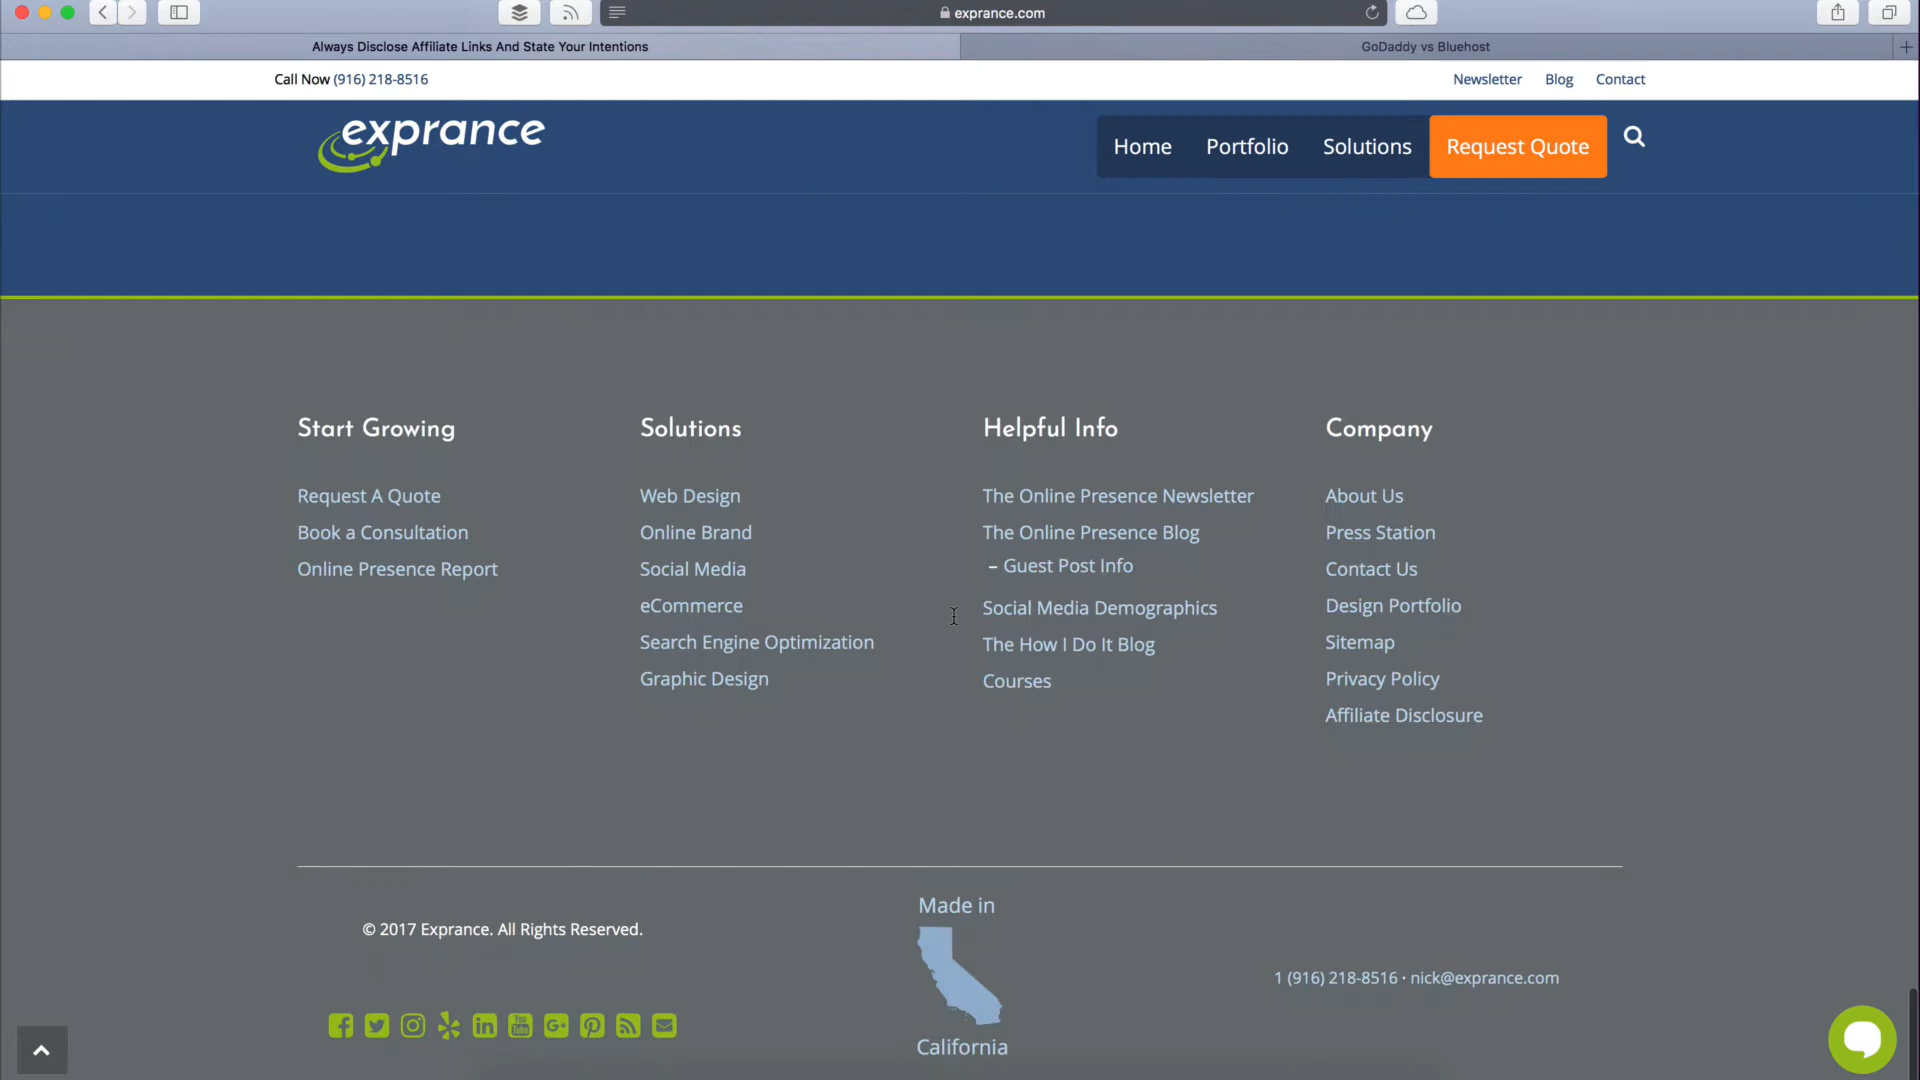 exprance.com
Always Disclose Affiliate Links And State Your Intentions
GoDaddy vs Bluehost
Call Now (916) 218-8516
Newsletter Blog Contact
exprance
Home Portfolio Solutions Request Quote
Start Growing
Request A Quote
Book a Consultation
Online Presence Report
Solutions
Web Design
Online Brand
Social Media
eCommerce
Search Engine Optimization
Graphic Design
Helpful Info
The Online Presence Newsletter
The Online Presence Blog
– Guest Post Info
Social Media Demographics
The How I Do It Blog
Courses
Company
About Us
Press Station
Contact Us
Design Portfolio
Sitemap
Privacy Policy
Affiliate Disclosure
© 2017 Exprance. All Rights Reserved.
Made in
California
1 (916) 218-8516 · nick@exprance.com
You
Tube
G+